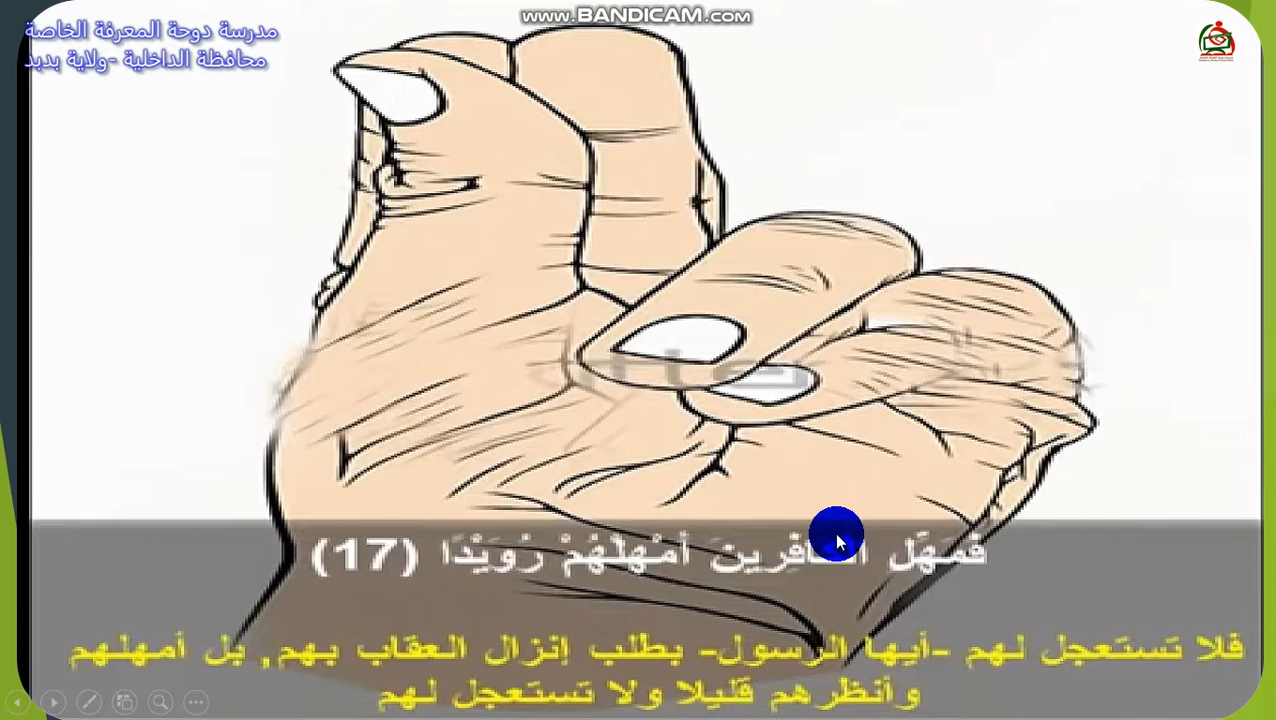 WWW.BANDICAM.COM
مدرسة دوحة المعرفة الخاصة
محافظة الداخلية -ولاية بدبد
فَمَهِّلِ الْكَافِرِينَ أَمْهِلْهُمْ رُوَيْدًا (17)
فلا تستعجل لهم -أيها الرسول- بطلب إنزال العقاب بهم, بل أمهلهم
وأنظرهم قليلا ولا تستعجل لهم